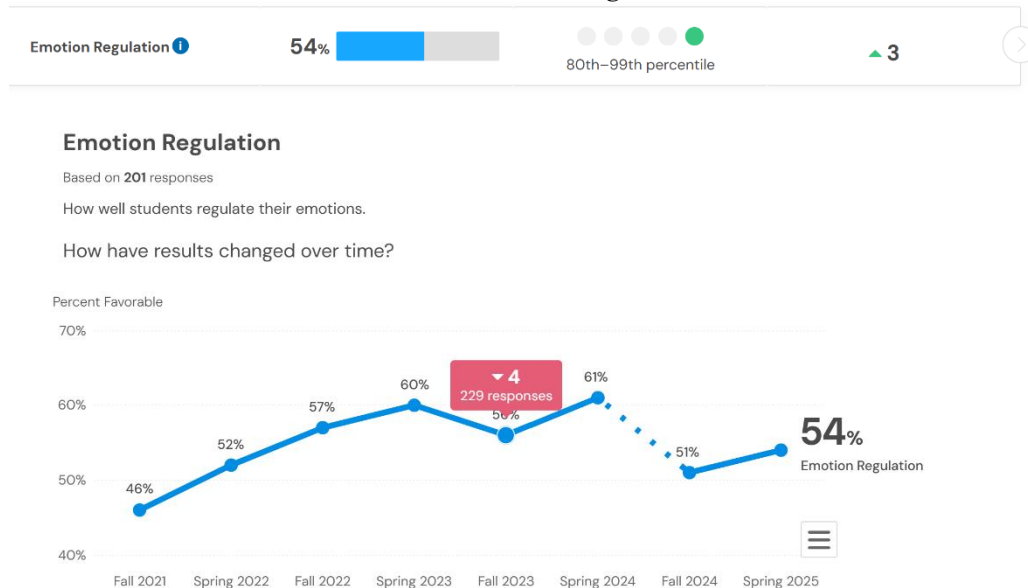 Emotion Regulation i 54% 80th–99th percentile 3
Emotion Regulation
Based on 201 responses
How well students regulate their emotions.
How have results changed over time?
Percent Favorable
70%
60%
50%
40%
46%
52%
57%
60%
4
229 responses
56%
61%
51%
54%
Emotion Regulation
Fall 2021 Spring 2022 Fall 2022 Spring 2023 Fall 2023 Spring 2024 Fall 2024 Spring 2025